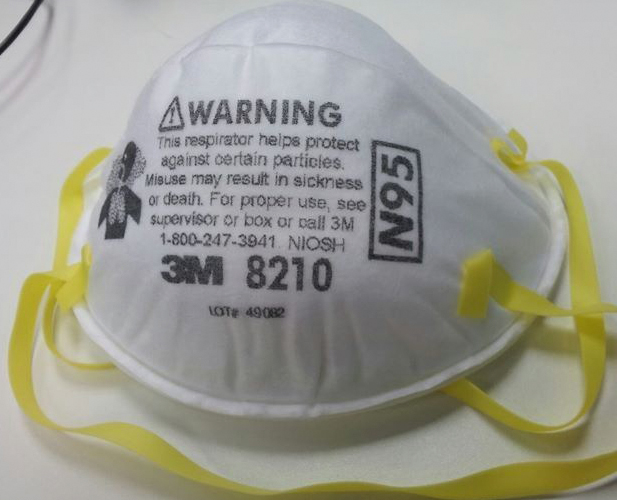 WARNING
This respirator helps protect
against certain particles.
Misuse may result in sickness
or death. For proper use, see
supervisor or box or call 3M
1-800-247-3941. NIOSH
3M 8210
LOT# 49082
N95